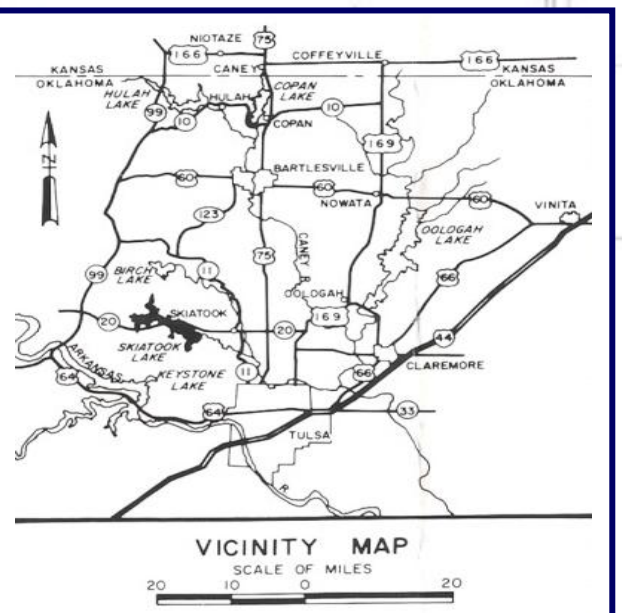 NIOTAZE
75
166
CANEY
COFFEYVILLE
166
KANSAS
OKLAHOMA
KANSAS
OKLAHOMA
HULAH
LAKE
HULAH
COPAN
LAKE
99
10
10
COPAN
169
N
BARTLESVILLE
60
60
NOWATA
60
VINITA
123
CANEY R.
OOLOGAH
LAKE
75
99
BIRCH
LAKE
11
66
OOLOGAH
20
SKIATOOK
20
169
44
SKIATOOK
LAKE
ARKANSAS
KEYSTONE
LAKE
11
66
CLAREMORE
64
64
33
TULSA
R
VICINITY MAP
SCALE OF MILES
20 10 0 20